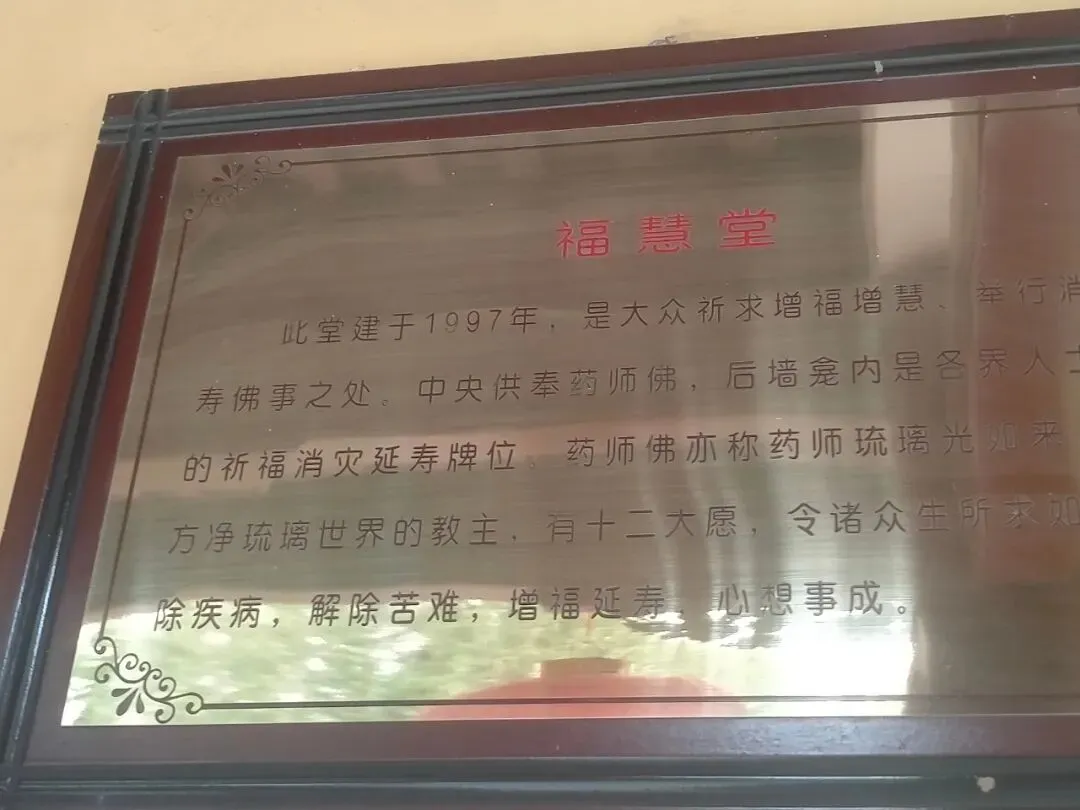 福慧堂
此堂建于1997年，是大众祈求增福增慧、举行消
寿佛事之处。中央供奉药师佛，后墙龛内是各界人士
的祈福消灾延寿牌位。药师佛亦称药师琉璃光如来
方净琉璃世界的教主，有十二大愿，令诸众生所求如
除疾病，解除苦难，增福延寿，心想事成。